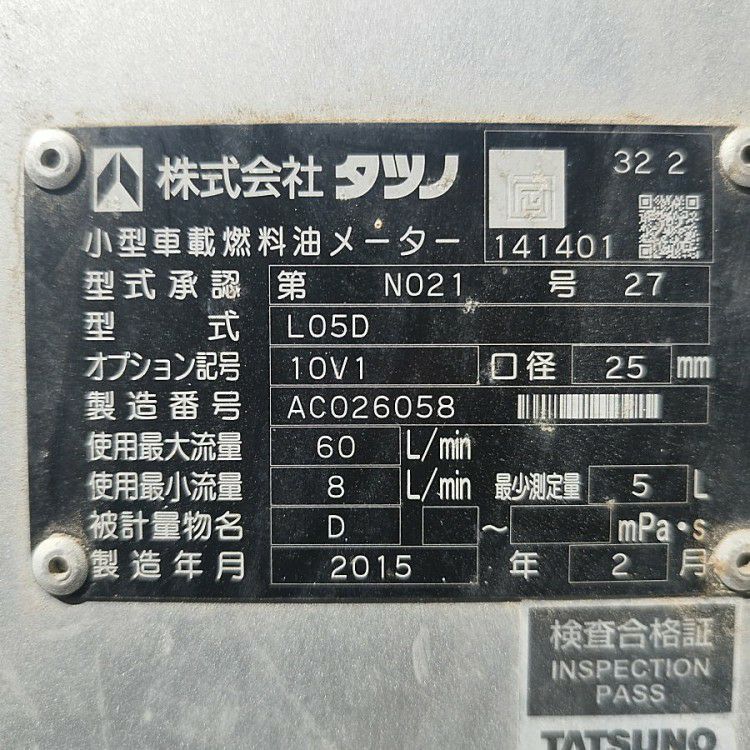 株式会社 タツノ
32 2
141401
小型車載燃料油メーター
型式承認 第 N021 号 27
型式 L05D
オプション記号 10V1 口径 25 mm
製造番号 AC026058
使用最大流量 60 L/min
使用最小流量 8 L/min 最少測定量 5 L
被計量物名 D ～ mPa・s
製造年月 2015 年 2 月
検査合格証
INSPECTION
PASS
TATSUNO